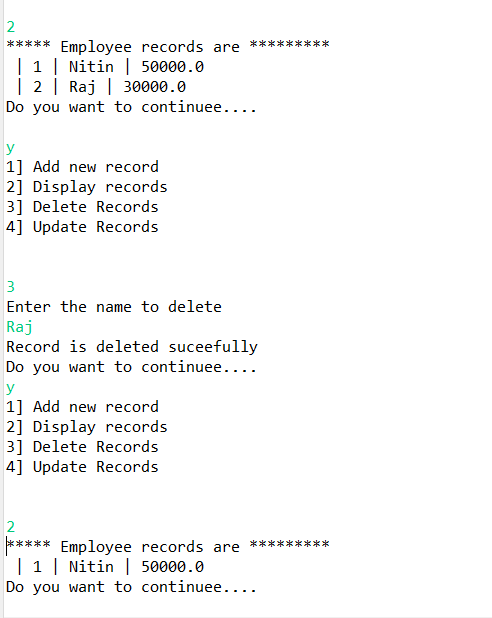 2
***** Employee records are *********
| 1 | Nitin | 50000.0
| 2 | Raj | 30000.0
Do you want to continuee....
y
1] Add new record
2] Display records
3] Delete Records
4] Update Records
3
Enter the name to delete
Raj
Record is deleted suceefully
Do you want to continuee....
y
1] Add new record
2] Display records
3] Delete Records
4] Update Records
2
***** Employee records are *********
| 1 | Nitin | 50000.0
Do you want to continuee....